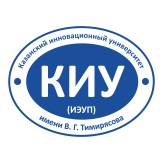 Казанский инновационный университет
КИУ
(ИЭУП)
имени В. Г. Тимирясова